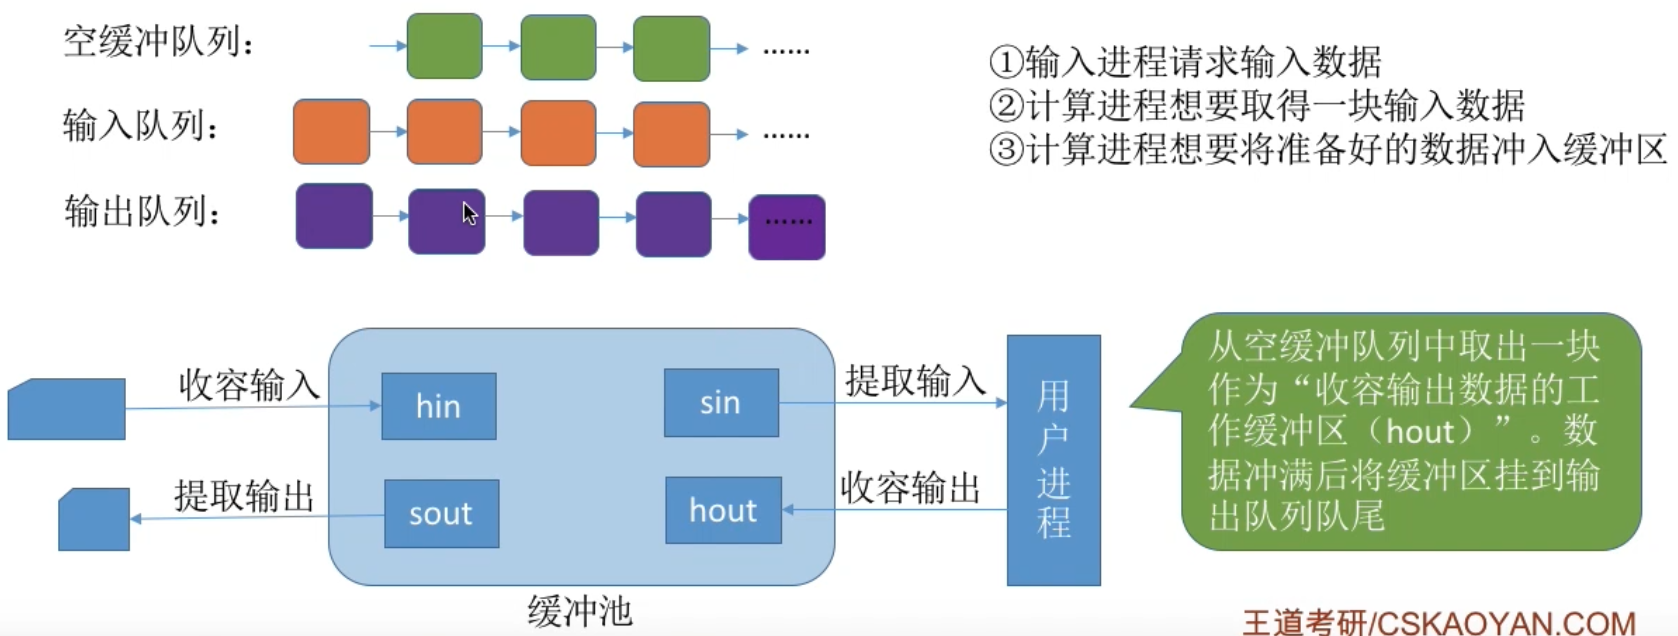 空缓冲队列：
......
输入队列：
......
输出队列：
......
①输入进程请求输入数据
②计算进程想要取得一块输入数据
③计算进程想要将准备好的数据冲入缓冲区
收容输入
hin
sin
提取输入
提取输出
sout
hout
收容输出
用户进程
缓冲池
从空缓冲队列中取出一块
作为“收容输出数据的工
作缓冲区（hout）”。数
据冲满后将缓冲区挂到输
出队列队尾
王道考研/CSKAOYAN.COM